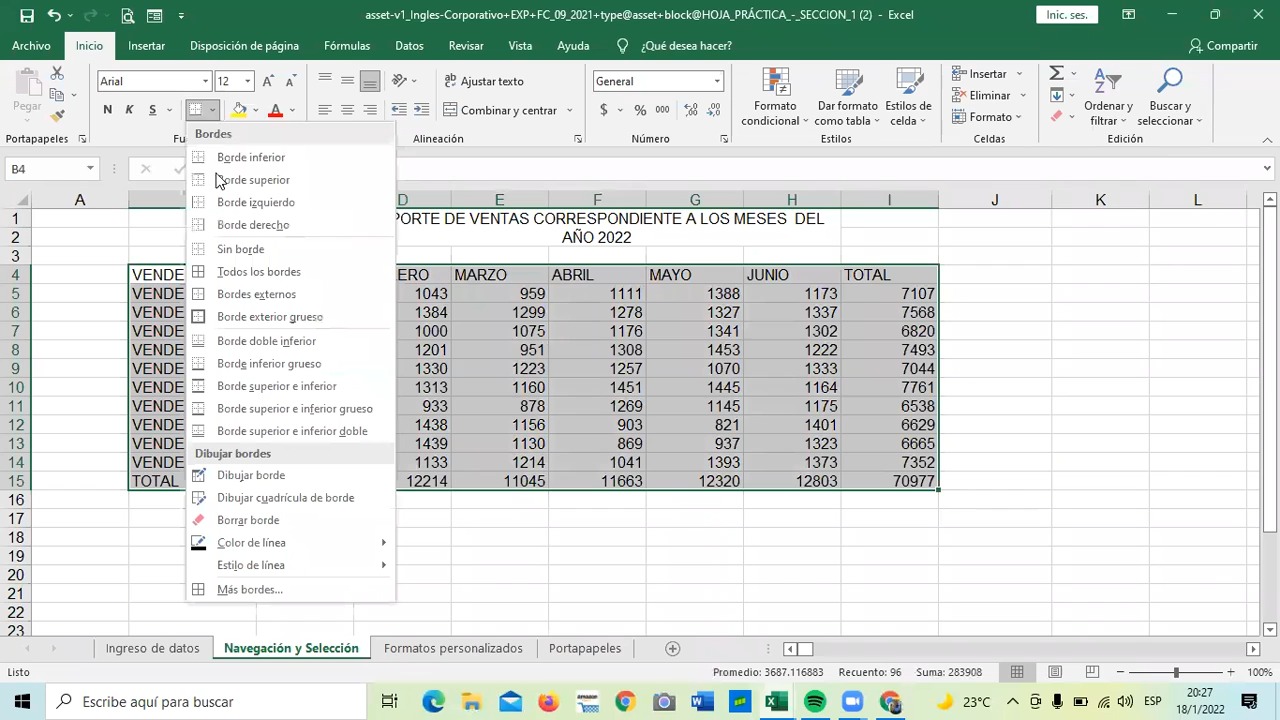 asset-v1_Ingles-Corporativo+EXP+FC_09_2021+type@asset+block@HOJA_PRÁCTICA_-_SECCION_1 (2) - Excel
Inic. ses.
Archivo Inicio Insertar Disposición de página Fórmulas Datos Revisar Vista Ayuda ¿Qué desea hacer? Compartir
Pegar
Arial 12
N K S
Ajustar texto
Combinar y centrar
General
$ % 000
Formato condicional
Dar formato como tabla
Estilos de celda
Insertar
Eliminar
Formato
Ordenar y filtrar
Buscar y seleccionar
Portapapeles Fu Alineación Número Estilos Celdas Edición
B4
Bordes
Borde inferior
Borde superior
Borde izquierdo
Borde derecho
Sin borde
Todos los bordes
Bordes externos
Borde exterior grueso
Borde doble inferior
Borde inferior grueso
Borde superior e inferior
Borde superior e inferior grueso
Borde superior e inferior doble
Dibujar bordes
Dibujar borde
Dibujar cuadrícula de borde
Borrar borde
Color de línea
Estilo de línea
Más bordes...
A D E F G H I J K L
1 PORTE DE VENTAS CORRESPONDIENTE A LOS MESES DEL
2 AÑO 2022
3
4 VENDE ERO MARZO ABRIL MAYO JUNIO TOTAL
5 VENDE 1043 959 1111 1388 1173 7107
6 VENDE 1384 1299 1278 1327 1337 7568
7 VENDE 1000 1075 1176 1341 1302 6820
8 VENDE 1201 951 1308 1453 1222 7493
9 VENDE 1330 1223 1257 1070 1333 7044
10 VENDE 1313 1160 1451 1445 1164 7761
11 VENDE 933 878 1269 1145 1175 6538
12 VENDE 1438 1156 903 821 1401 6629
13 VENDE 1439 1130 869 937 1323 6665
14 VENDE 1133 1214 1041 1393 1373 7352
15 TOTAL 12214 11045 11663 12320 12803 70977
16
17
18
19
20
21
22
23
Ingreso de datos Navegación y Selección Formatos personalizados Portapapeles
Listo Promedio: 3687.116883 Recuento: 96 Suma: 283908 100%
Escribe aquí para buscar
23°C
ESP
20:27
18/1/2022